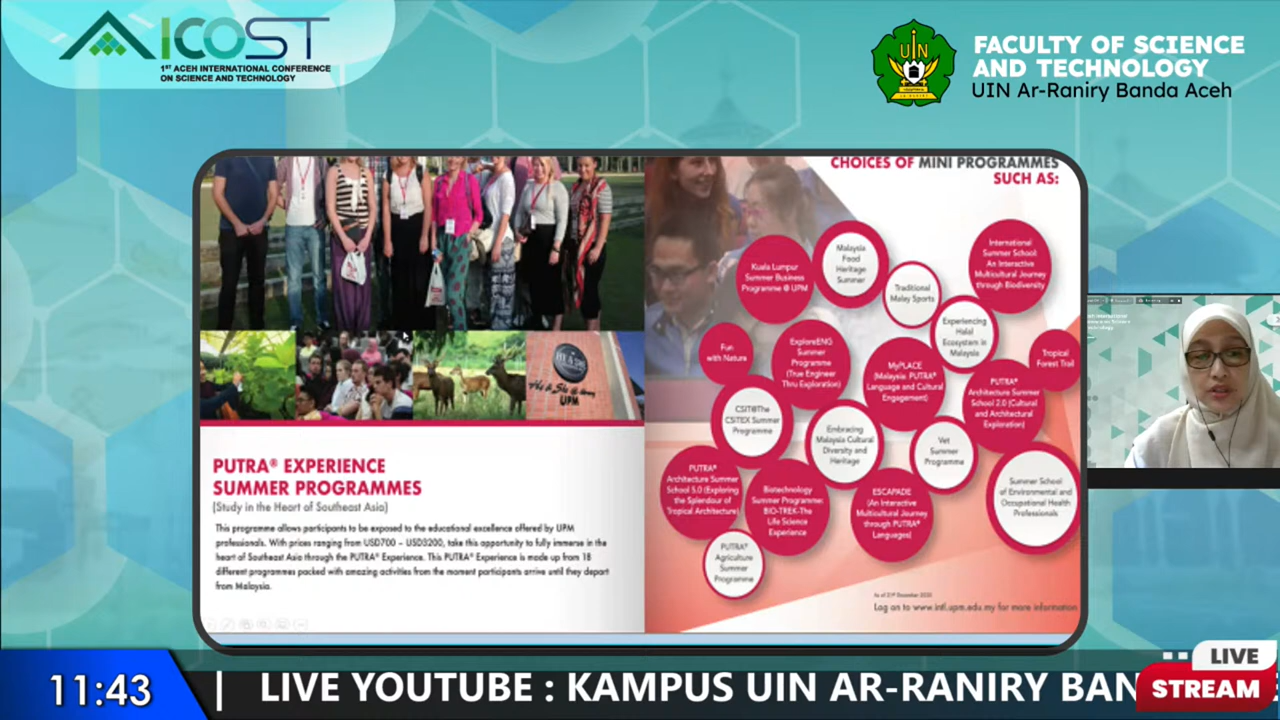 AICOST
1ST ACEH INTERNATIONAL CONFERENCE
ON SCIENCE AND TECHNOLOGY
UIN
FACULTY OF SCIENCE
AND TECHNOLOGY
UIN Ar-Raniry Banda Aceh
UPM
PUTRA® EXPERIENCE
SUMMER PROGRAMMES
(Study in the Heart of Southeast Asia)
This programme allows participants to be exposed to the educational excellence offered by UPM
professionals. With prices ranging from USD700 – USD3200, take this opportunity to fully immerse in the
heart of Southeast Asia through the PUTRA® Experience. This PUTRA® Experience is made up from 18
different programmes packed with amazing activities from the moment participants arrive until they depart
from Malaysia.
CHOICES OF MINI PROGRAMMES
SUCH AS:
Kuala Lumpur
Summer Business
Programme @ UPM
Malaysia
Food
Heritage
Summer
Traditional
Malay Sports
International
Summer School:
An Interactive
Multicultural Journey
through Biodiversity
Fun
with Nature
ExploreENG
Summer
Programme
(True Engineer
Thru Exploration)
MyPLACE
(Malaysia: PUTRA®
Language and Cultural
Engagement)
Experiencing
Halal
Ecosystem in
Malaysia
Tropical
Forest Trail
PUTRA®
Architecture Summer
School 2.0 (Cultural
and Architectural
Exploration)
CSIT@The
CSITEX Summer
Programme
Embracing
Malaysia Cultural
Diversity and
Heritage
Vet
Summer
Programme
PUTRA®
Architecture Summer
School 5.0 (Exploring
the Splendour of
Tropical Architecture)
Biotechnology
Summer Programme:
BIO-TREK-The
Life Science
Experience
ESCAPADE
(An Interactive
Multicultural Journey
through PUTRA®
Languages)
Summer School
of Environmental and
Occupational Health
Professionals
PUTRA®
Agriculture
Summer
Programme
As of 21st December 2020
Log on to www.intl.upm.edu.my for more information
11:43
| LIVE YOUTUBE : KAMPUS UIN AR-RANIRY BAN
LIVE
STREAM